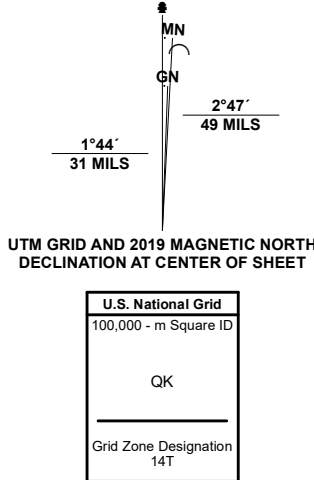 MN
GN
2°47´
49 MILS
1°44´
31 MILS
UTM GRID AND 2019 MAGNETIC NORTH
DECLINATION AT CENTER OF SHEET
U.S. National Grid
100,000 - m Square ID
QK
Grid Zone Designation
14T